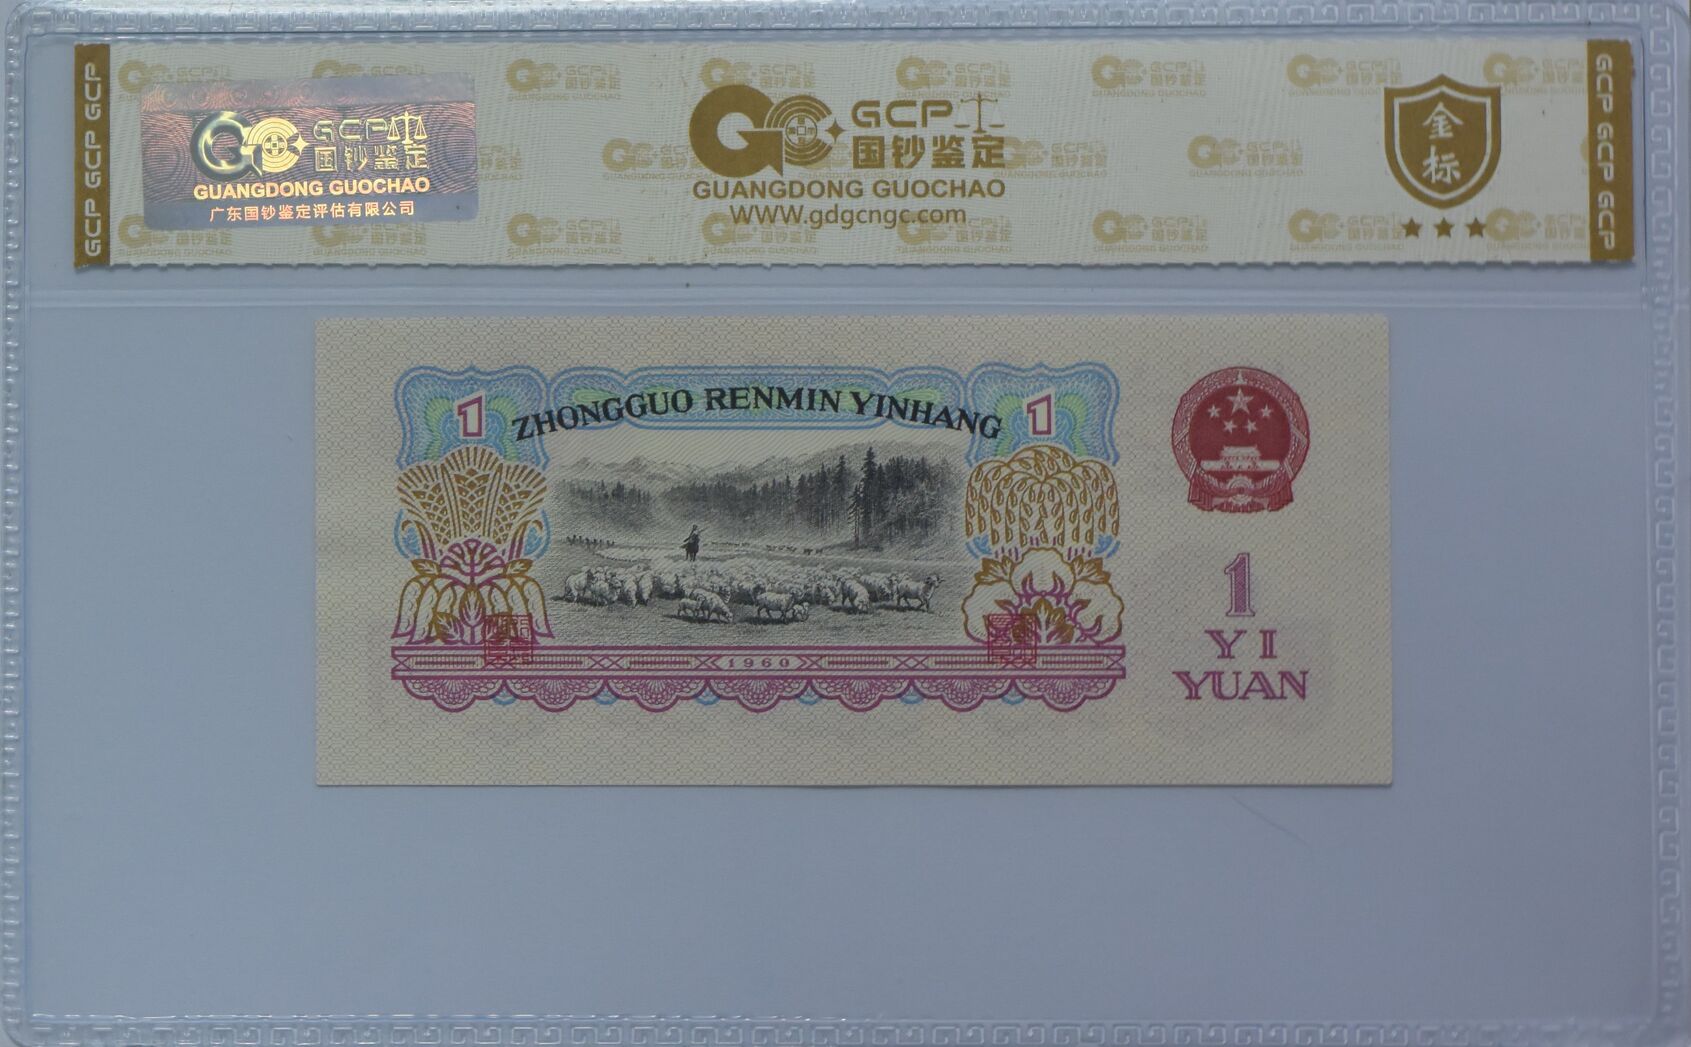 GCP GCP GCP
GCP
国钞鉴定
GUANGDONG GUOCHAO
广东国钞鉴定评估有限公司
GCP
国钞鉴定
GUANGDONG GUOCHAO
WWW.gdgcngc.com
金标
GCP GCP GCP
1
ZHONGGUO RENMIN YINHANG
1
1960
1
YI
YUAN